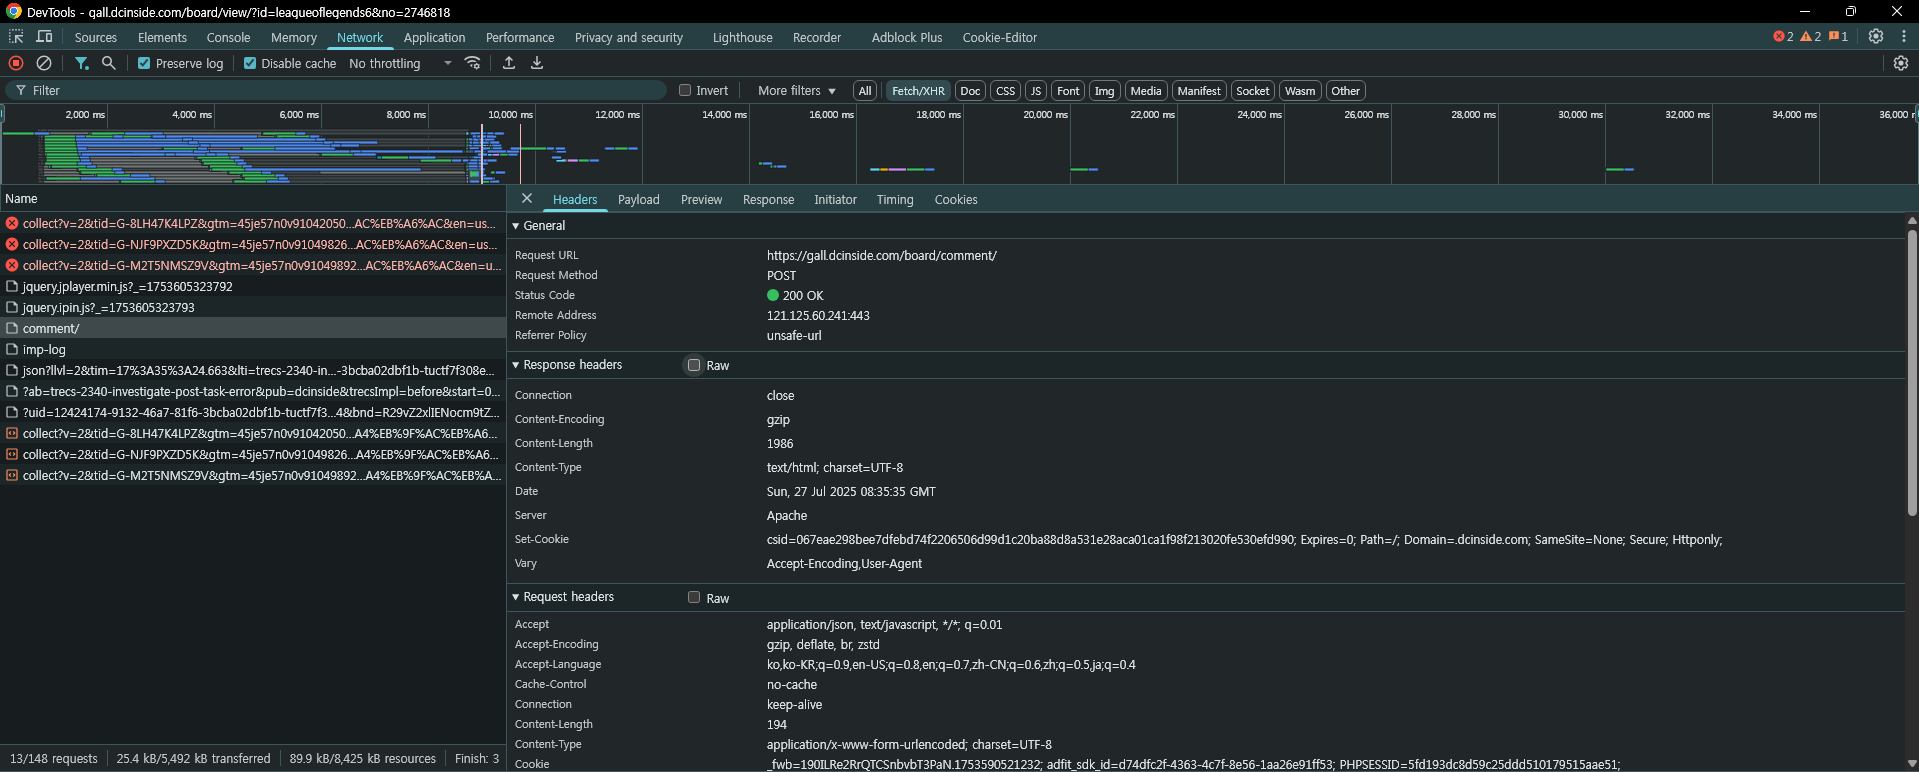 DevTools - gall.dcinside.com/board/view/?id=leagueoflegends6&no=2746818
Sources Elements Console Memory Network Application Performance Privacy and security Lighthouse Recorder Adblock Plus Cookie-Editor 2 2 1
Preserve log Disable cache No throttling
Filter Invert More filters All Fetch/XHR Doc CSS JS Font Img Media Manifest Socket Wasm Other
2,000 ms 4,000 ms 6,000 ms 8,000 ms 10,000 ms 12,000 ms 14,000 ms 16,000 ms 18,000 ms 20,000 ms 22,000 ms 24,000 ms 26,000 ms 28,000 ms 30,000 ms 32,000 ms 34,000 ms 36,000
Name
collect?v=2&tid=G-8LH47K4LPZ&gtm=45je57n0v91042050...AC%EB%A6%AC&en=us...
collect?v=2&tid=G-NJF9PXZD5K&gtm=45je57n0v91049826...AC%EB%A6%AC&en=us...
collect?v=2&tid=G-M2T5NMSZ9V&gtm=45je57n0v91049892...AC%EB%A6%AC&en=u...
jquery.jplayer.min.js?_=1753605323792
jquery.ipin.js?_=1753605323793
comment/
imp-log
json?llvl=2&tim=17%3A35%3A24.663&lti=trecs-2340-in...-3bcba02dbf1b-tuctf7f308e...
?ab=trecs-2340-investigate-post-task-error&pub=dcinside&trecsImpl=before&start=0...
?uid=12424174-9132-46a7-81f6-3bcba02dbf1b-tuctf7f3...4&bnd=R29vZ2xlIENocm9tZ...
collect?v=2&tid=G-8LH47K4LPZ&gtm=45je57n0v91042050...A4%EB%9F%AC%EB%A6...
collect?v=2&tid=G-NJF9PXZD5K&gtm=45je57n0v91049826...A4%EB%9F%AC%EB%A6...
collect?v=2&tid=G-M2T5NMSZ9V&gtm=45je57n0v91049892...A4%EB%9F%AC%EB%A...
13/148 requests 25.4 kB/5,492 kB transferred 89.9 kB/8,425 kB resources Finish: 3
Headers Payload Preview Response Initiator Timing Cookies
General
Request URL https://gall.dcinside.com/board/comment/
Request Method POST
Status Code 200 OK
Remote Address 121.125.60.241:443
Referrer Policy unsafe-url
Response headers Raw
Connection close
Content-Encoding gzip
Content-Length 1986
Content-Type text/html; charset=UTF-8
Date Sun, 27 Jul 2025 08:35:35 GMT
Server Apache
Set-Cookie csid=067eae298bee7dfebd74f2206506d99d1c20ba88d8a531e28aca01ca1f98f213020fe530efd990; Expires=0; Path=/; Domain=.dcinside.com; SameSite=None; Secure; Httponly;
Vary Accept-Encoding,User-Agent
Request headers Raw
Accept application/json, text/javascript, */*; q=0.01
Accept-Encoding gzip, deflate, br, zstd
Accept-Language ko,ko-KR;q=0.9,en-US;q=0.8,en;q=0.7,zh-CN;q=0.6,zh;q=0.5,ja;q=0.4
Cache-Control no-cache
Connection keep-alive
Content-Length 194
Content-Type application/x-www-form-urlencoded; charset=UTF-8
Cookie _fwb=190ILRe2RrQTCSnbvbT3PaN.1753590521232; adfit_sdk_id=d74dfc2f-4363-4c7f-8e56-1aa26e91ff53; PHPSESSID=5fd193dc8d59c25ddd510179515aae51;